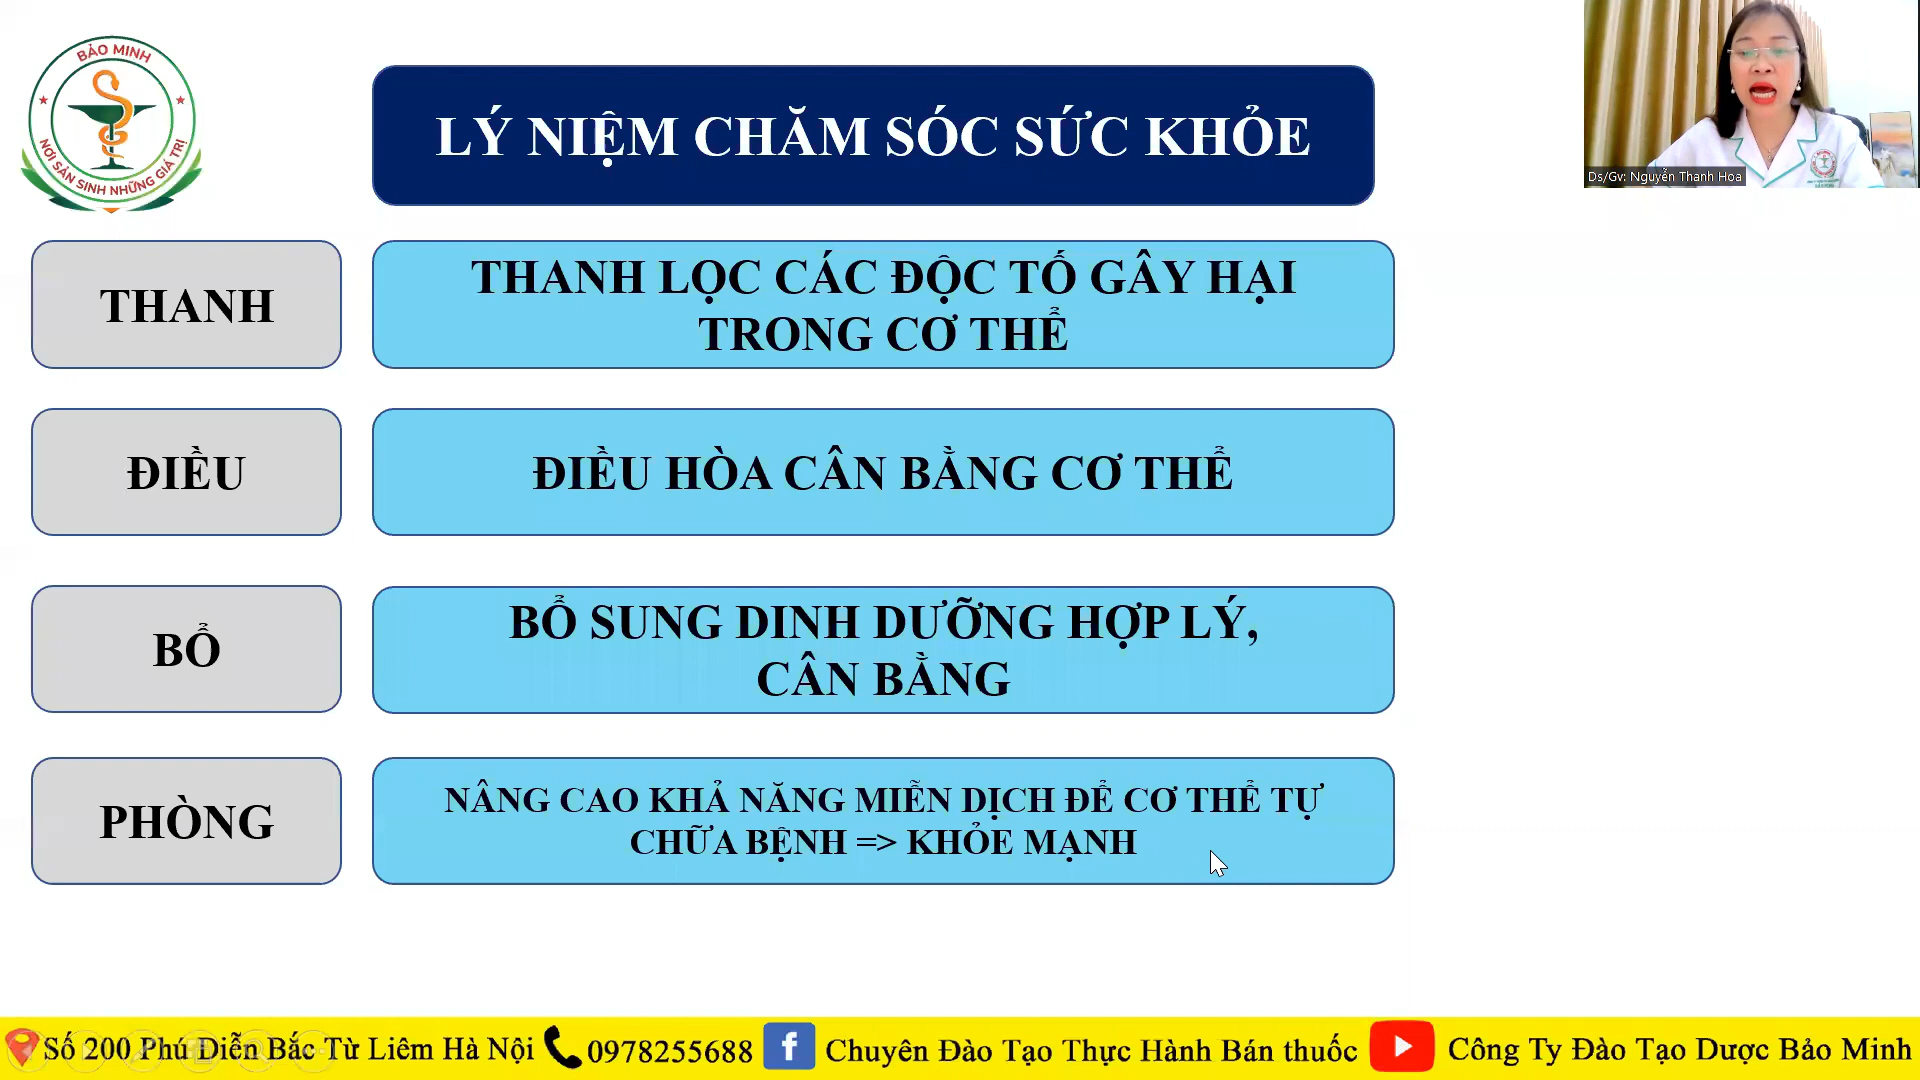 BẢO MINH
NƠI SẢN SINH NHỮNG GIÁ TRỊ
LÝ NIỆM CHĂM SÓC SỨC KHỎE
Ds/Gv: Nguyễn Thanh Hoa
THANH
THANH LỌC CÁC ĐỘC TỐ GÂY HẠI
TRONG CƠ THỂ
ĐIỀU
ĐIỀU HÒA CÂN BẰNG CƠ THỂ
BỔ
BỔ SUNG DINH DƯỠNG HỢP LÝ,
CÂN BẰNG
PHÒNG
NÂNG CAO KHẢ NĂNG MIỄN DỊCH ĐỂ CƠ THỂ TỰ
CHỮA BỆNH => KHỎE MẠNH
Số 200 Phú Diễn Bắc Từ Liêm Hà Nội
0978255688
Chuyên Đào Tạo Thực Hành Bán thuốc
Công Ty Đào Tạo Dược Bảo Minh